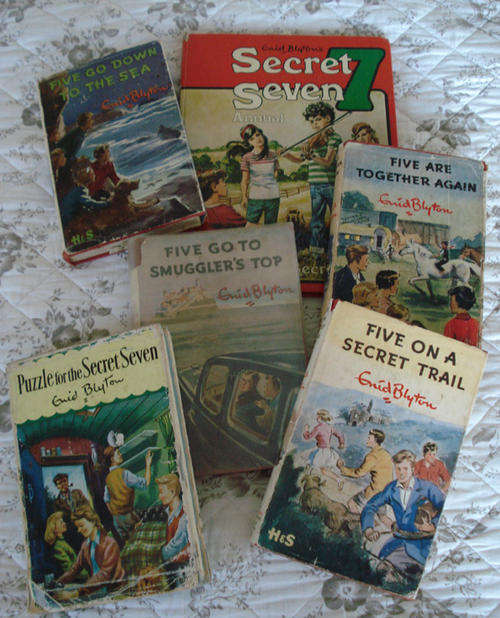 FIVE GO DOWN
TO THE SEA
Enid Blyton
H&S
Enid Blyton's
Secret
Seven 7
Annual
FIVE ARE
TOGETHER AGAIN
Enid Blyton
FIVE GO TO
SMUGGLER'S TOP
Enid Blyton
Puzzle for the Secret Seven
Enid Blyton
H&S
FIVE ON A
SECRET TRAIL
Enid Blyton
H&S